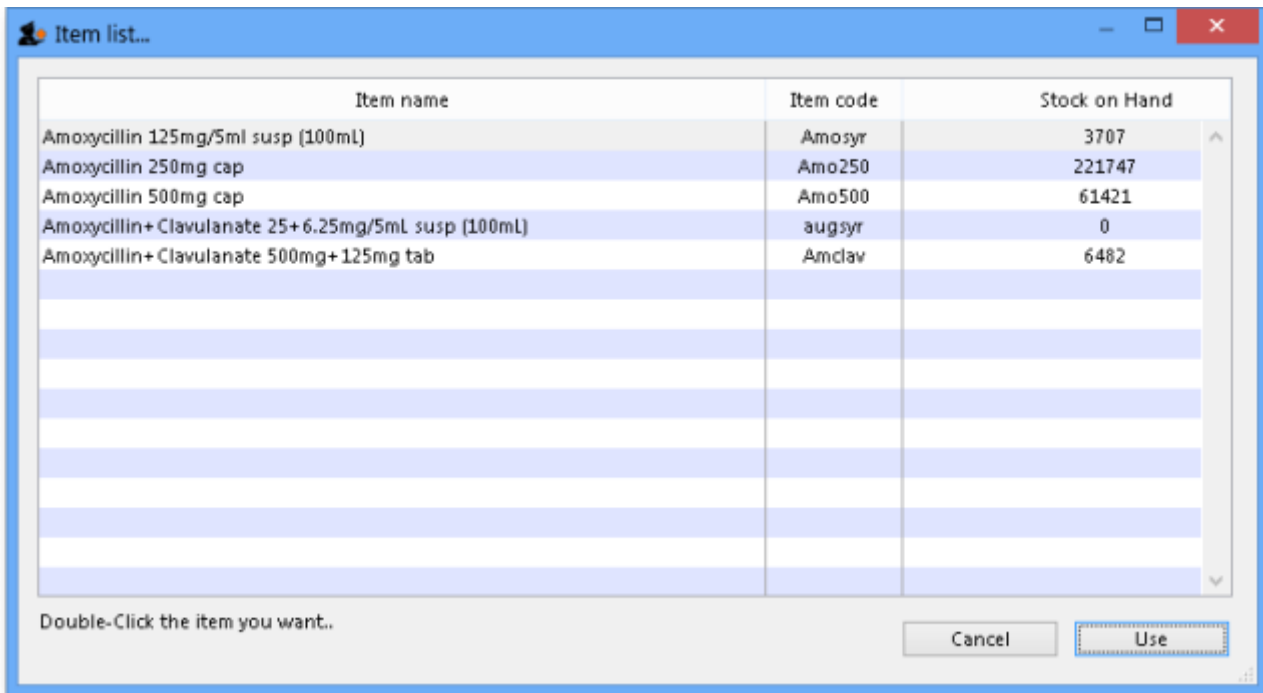 Item list...
Item name Item code Stock on Hand
Amoxycillin 125mg/5ml susp (100mL) Amosyr 3707
Amoxycillin 250mg cap Amo250 221747
Amoxycillin 500mg cap Amo500 61421
Amoxycillin+Clavulanate 25+6.25mg/5mL susp (100mL) augsyr 0
Amoxycillin+Clavulanate 500mg+125mg tab Amclav 6482
Double-Click the item you want..
Cancel Use